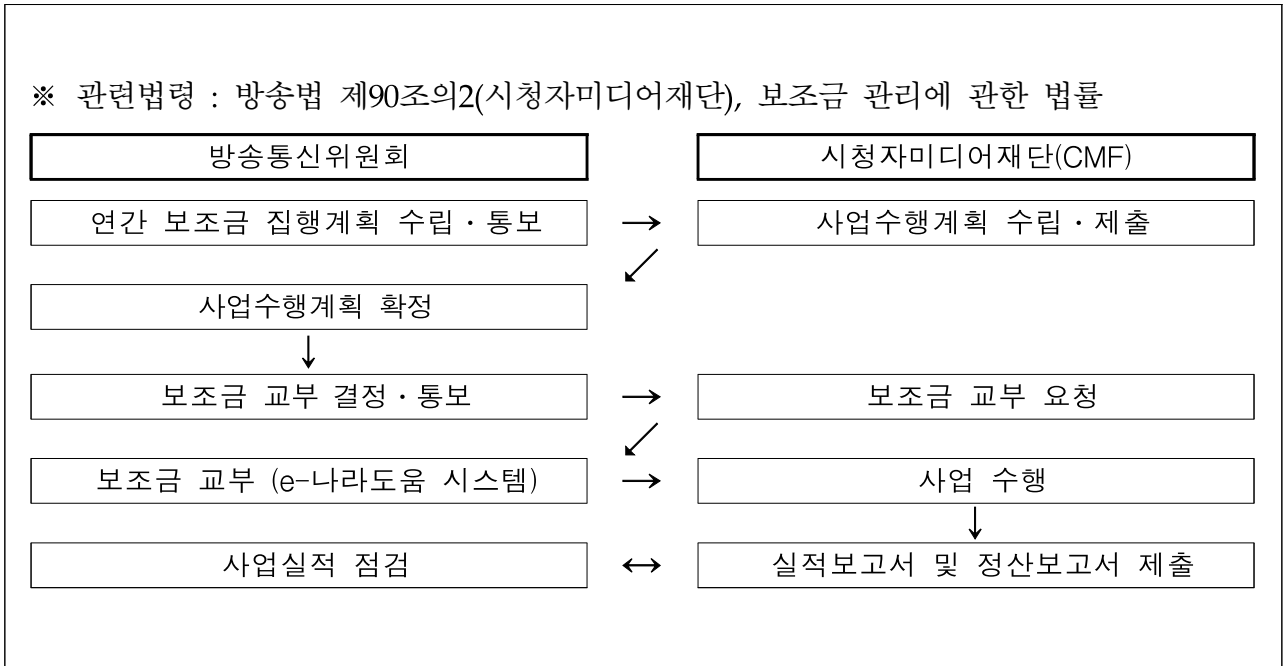 ※ 관련법령 : 방송법 제90조의2(시청자미디어재단), 보조금 관리에 관한 법률
방송통신위원회
시청자미디어재단(CMF)
연간 보조금 집행계획 수립·통보
→
사업수행계획 수립·제출
↙
사업수행계획 확정
↓
보조금 교부 결정·통보
→
보조금 교부 요청
↙
보조금 교부 (e-나라도움 시스템)
→
사업 수행
↓
사업실적 점검
↔
실적보고서 및 정산보고서 제출